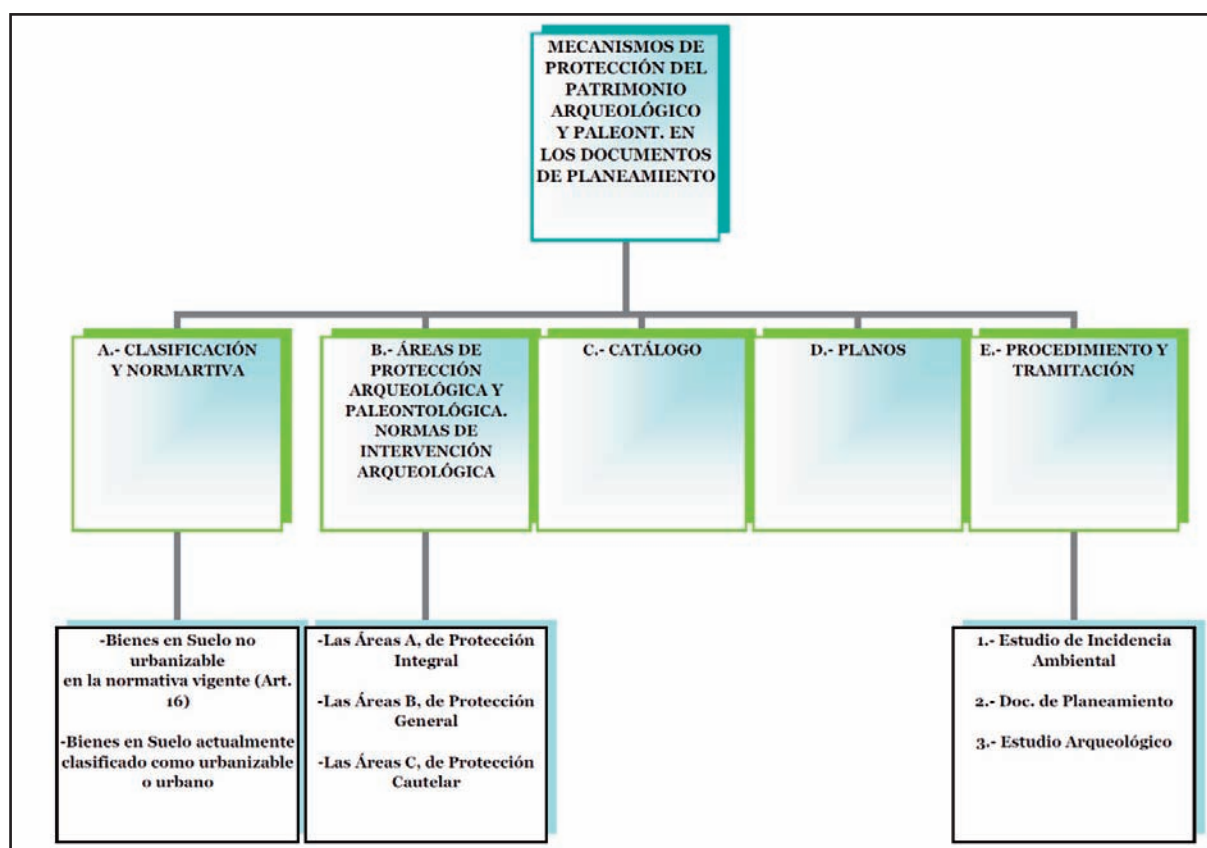 MECANISMOS DE
PROTECCIÓN DEL
PATRIMONIO
ARQUEOLÓGICO
Y PALEONT. EN
LOS DOCUMENTOS
DE PLANEAMIENTO
A.- CLASIFICACIÓN
Y NORMARTIVA
B.- ÁREAS DE
PROTECCIÓN
ARQUEOLÓGICA Y
PALEONTOLÓGICA.
NORMAS DE
INTERVENCIÓN
ARQUEOLÓGICA
C.- CATÁLOGO
D.- PLANOS
E.- PROCEDIMIENTO Y
TRAMITACIÓN
-Bienes en Suelo no
urbanizable
en la normativa vigente (Art.
16)
-Bienes en Suelo actualmente
clasificado como urbanizable
o urbano
-Las Áreas A, de Protección
Integral
-Las Áreas B, de Protección
General
-Las Áreas C, de Protección
Cautelar
1.- Estudio de Incidencia
Ambiental
2.- Doc. de Planeamiento
3.- Estudio Arqueológico